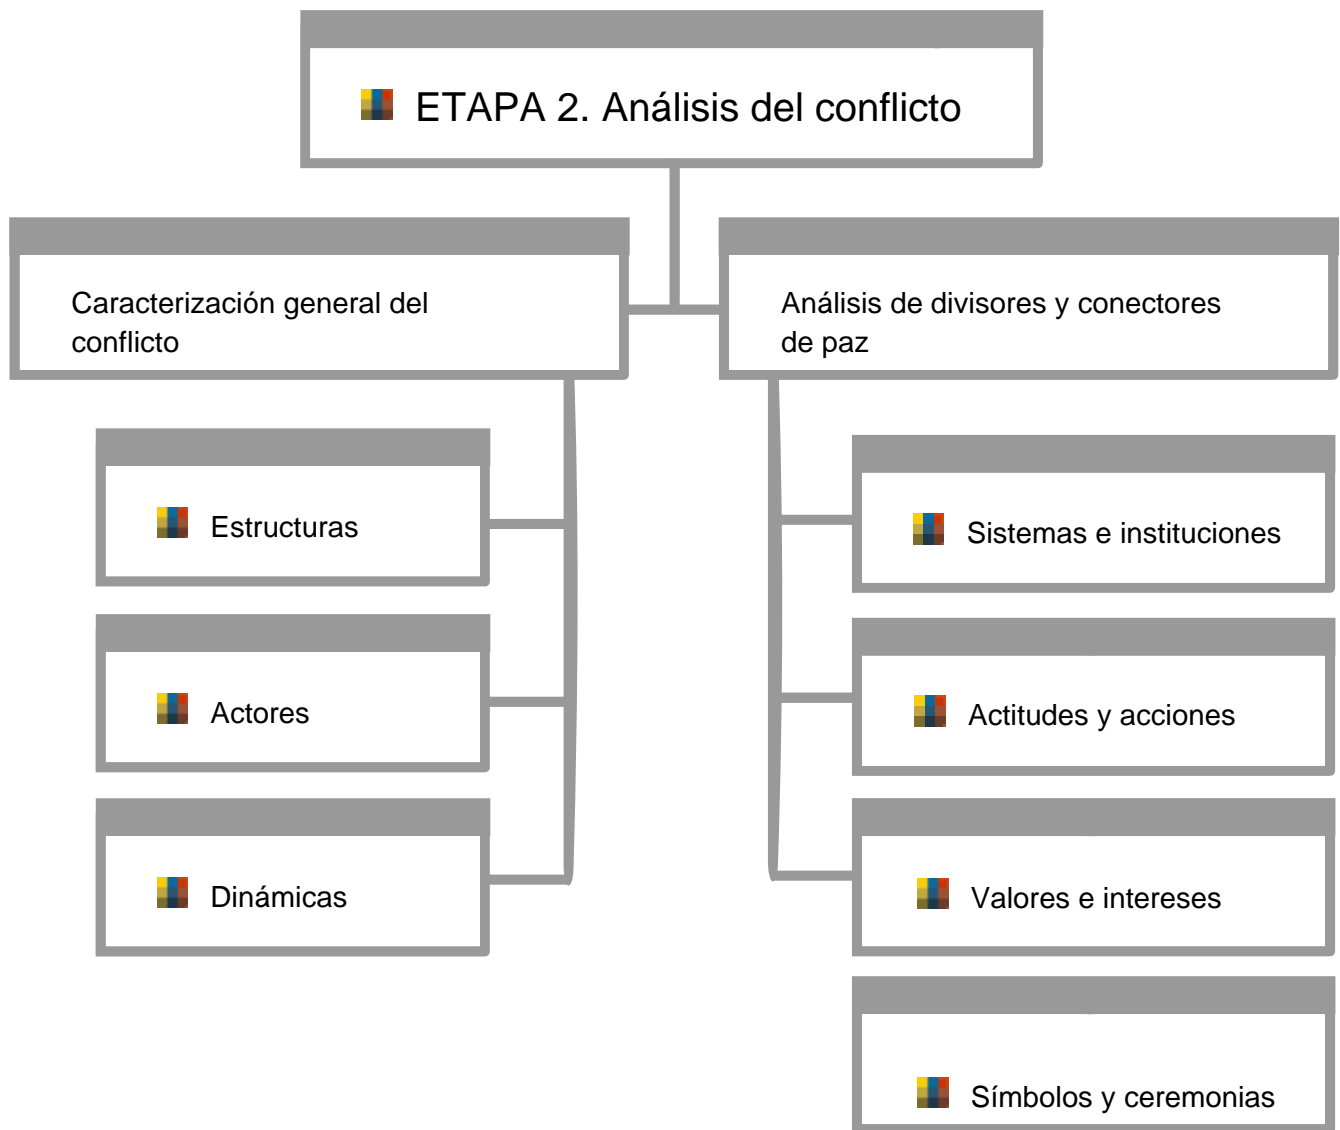 ETAPA 2. Análisis del conflicto
Caracterización general del
conflicto
Estructuras
Actores
Dinámicas
Análisis de divisores y conectores
de paz
Sistemas e instituciones
Actitudes y acciones
Valores e intereses
Símbolos y ceremonias